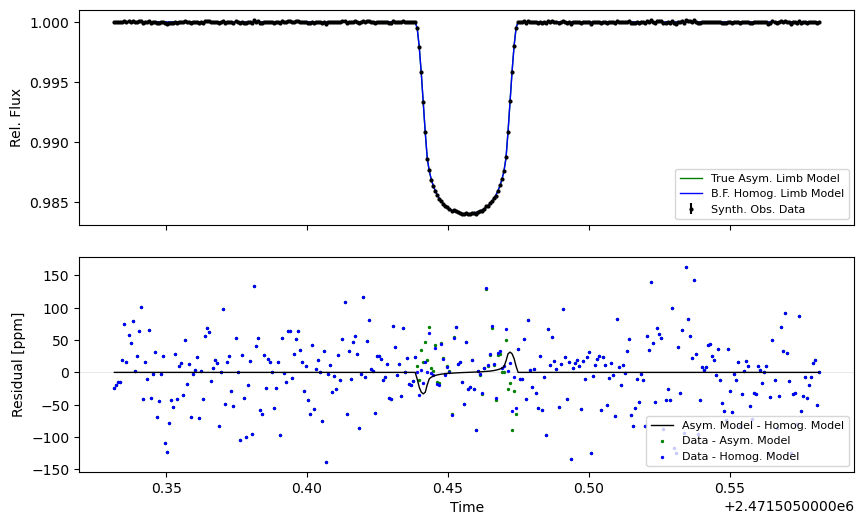 1.000
0.995
0.990
0.985
Rel. Flux
True Asym. Limb Model
B.F. Homog. Limb Model
Synth. Obs. Data
150
100
50
0
−50
−100
−150
Residual [ppm]
Asym. Model - Homog. Model
Data - Asym. Model
Data - Homog. Model
0.35 0.40 0.45 0.50 0.55
Time
+2.4715050000e6